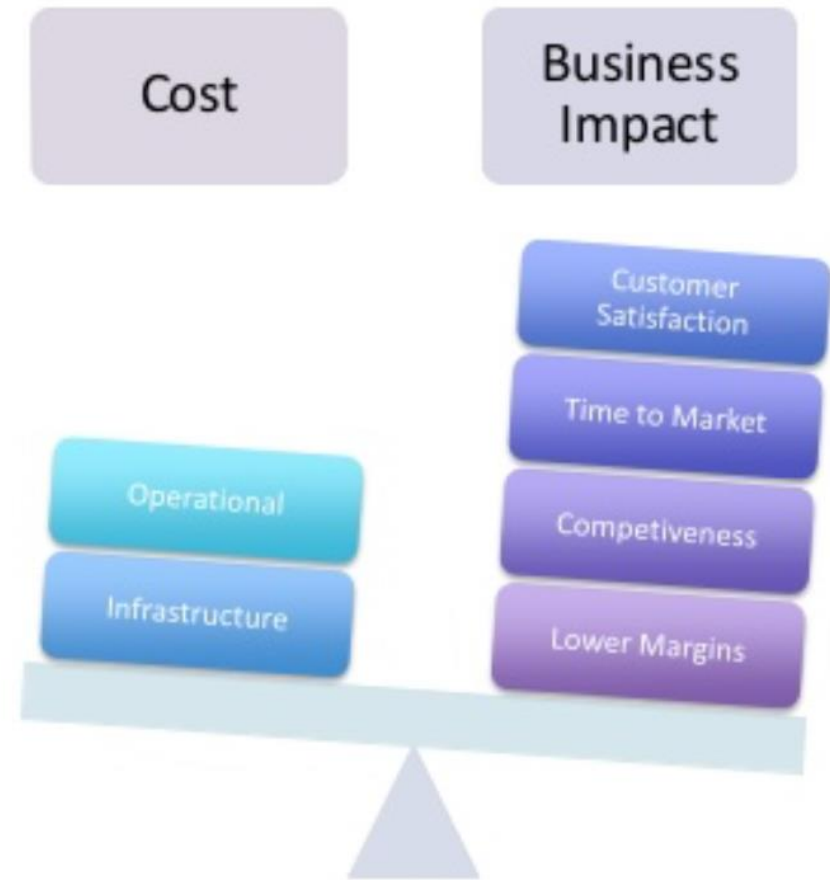 Cost
Business
Impact
Customer
Satisfaction
Time to Market
Operational
Competiveness
Infrastructure
Lower Margins